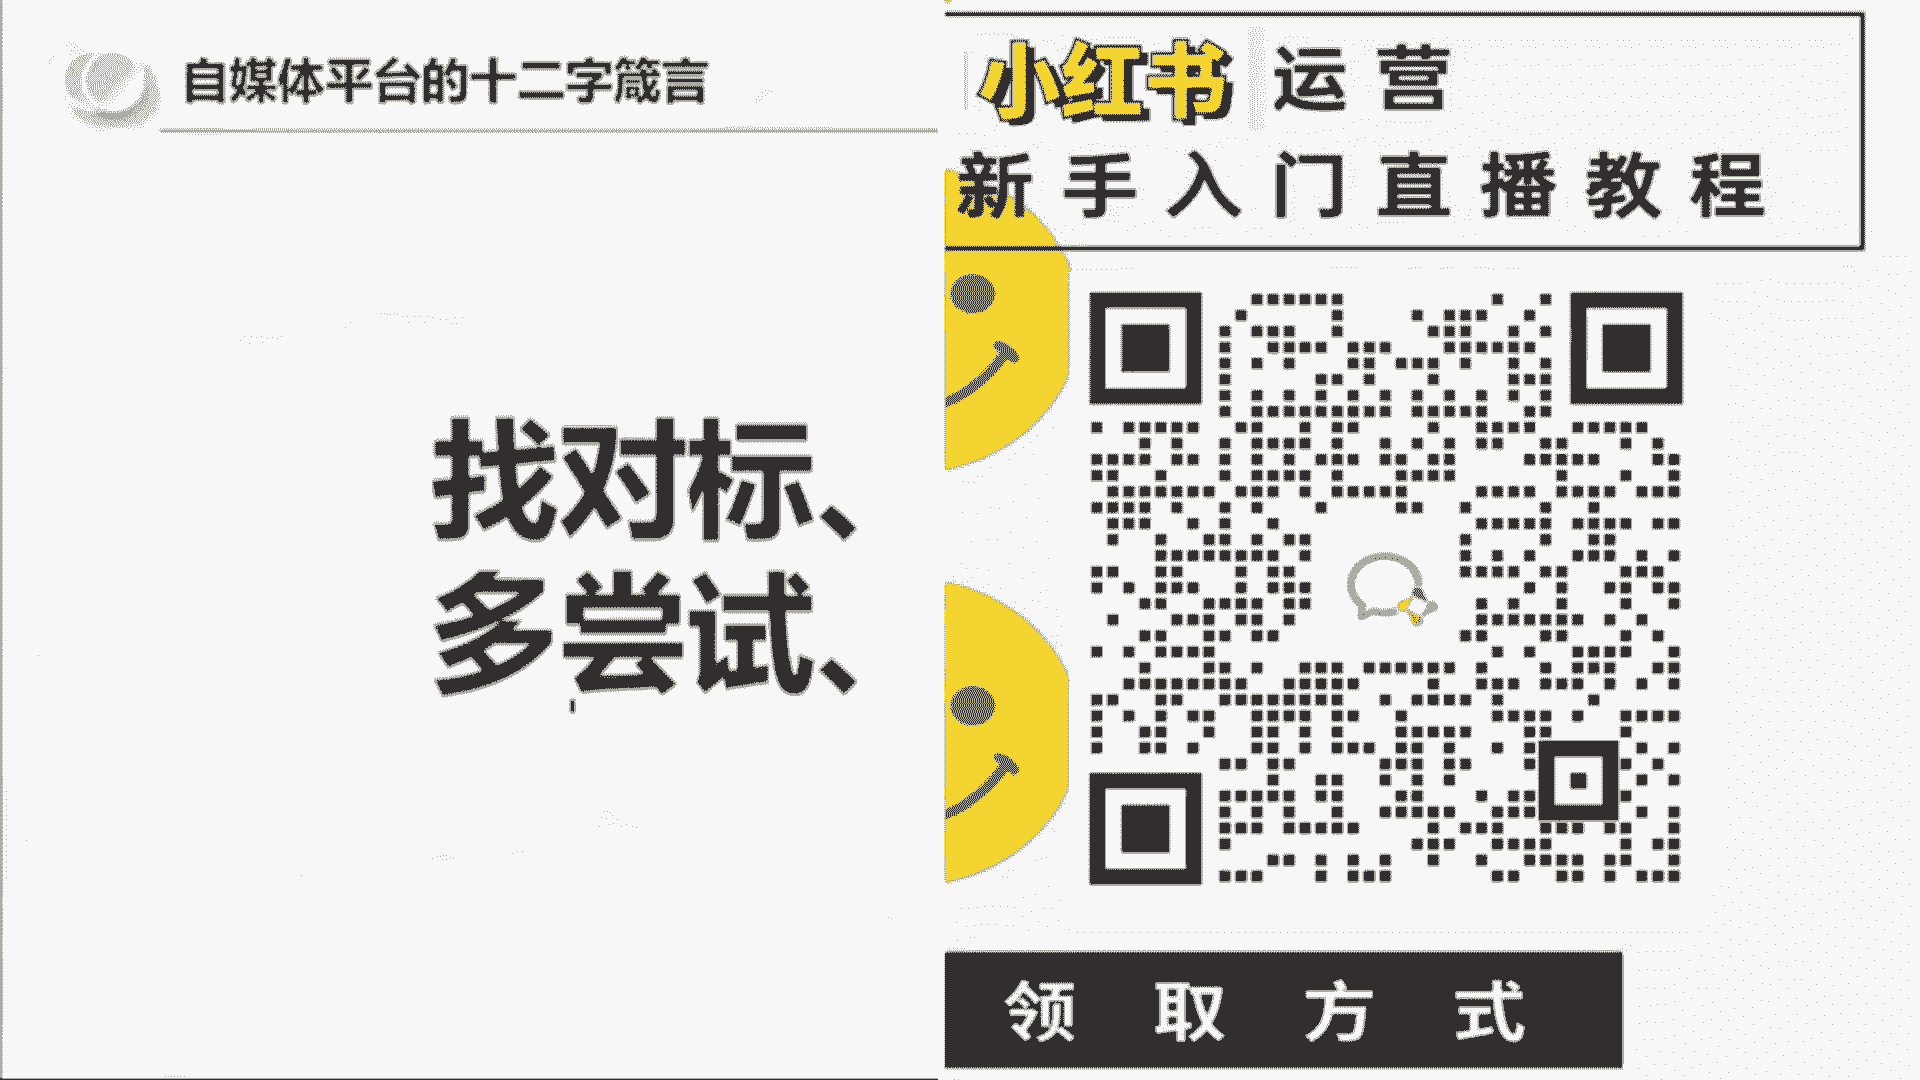 自媒体平台的十二字箴言
找对标、
多尝试、
小红书 运营
新手入门直播教程
领取方式